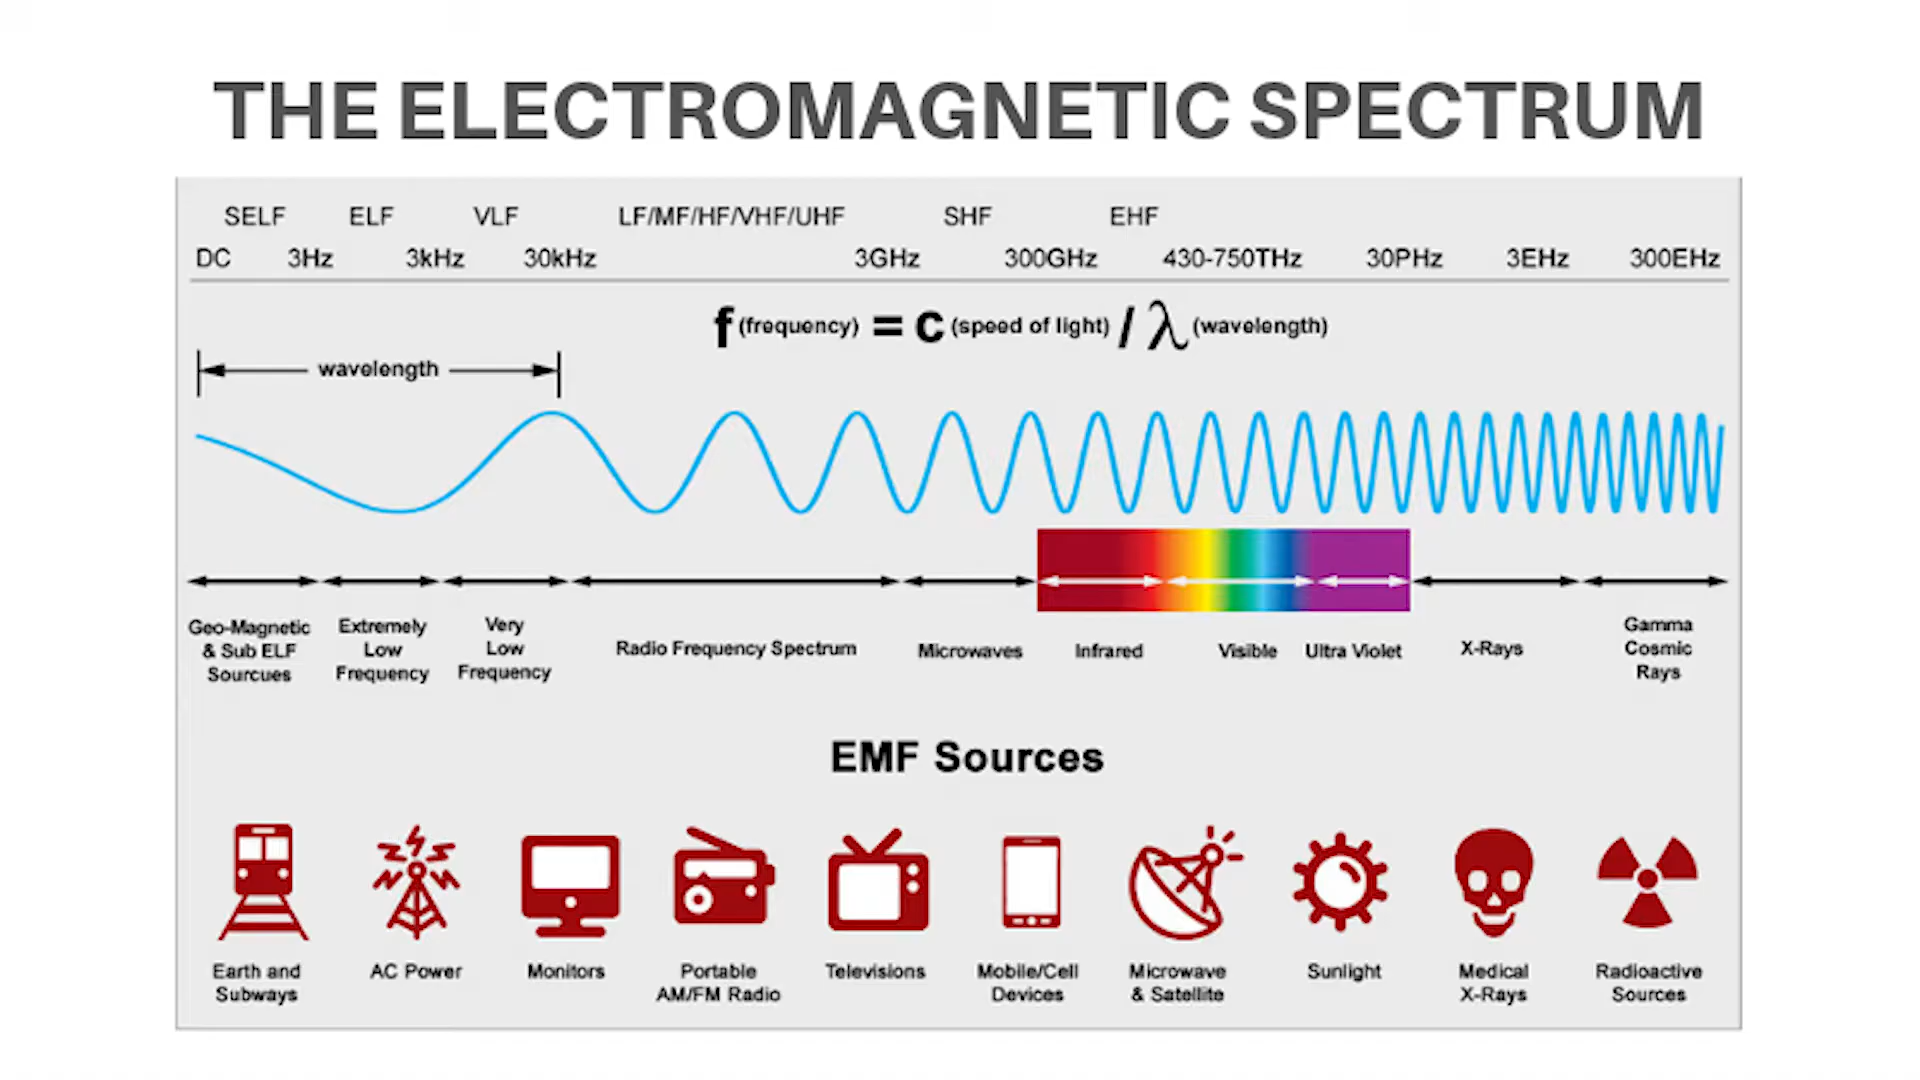 THE ELECTROMAGNETIC SPECTRUM
SELF ELF VLF LF/MF/HF/VHF/UHF SHF EHF
DC 3Hz 3kHz 30kHz 3GHz 300GHz 430-750THz 30PHz 3EHz 300EHz
f (frequency) = c (speed of light) / λ (wavelength)
wavelength
Geo-Magnetic
& Sub ELF
Sourcues
Extremely
Low
Frequency
Very
Low
Frequency
Radio Frequency Spectrum
Microwaves
Infrared
Visible
Ultra Violet
X-Rays
Gamma
Cosmic
Rays
EMF Sources
Earth and
Subways
AC Power
Monitors
Portable
AM/FM Radio
Televisions
Mobile/Cell
Devices
Microwave
& Satellite
Sunlight
Medical
X-Rays
Radioactive
Sources